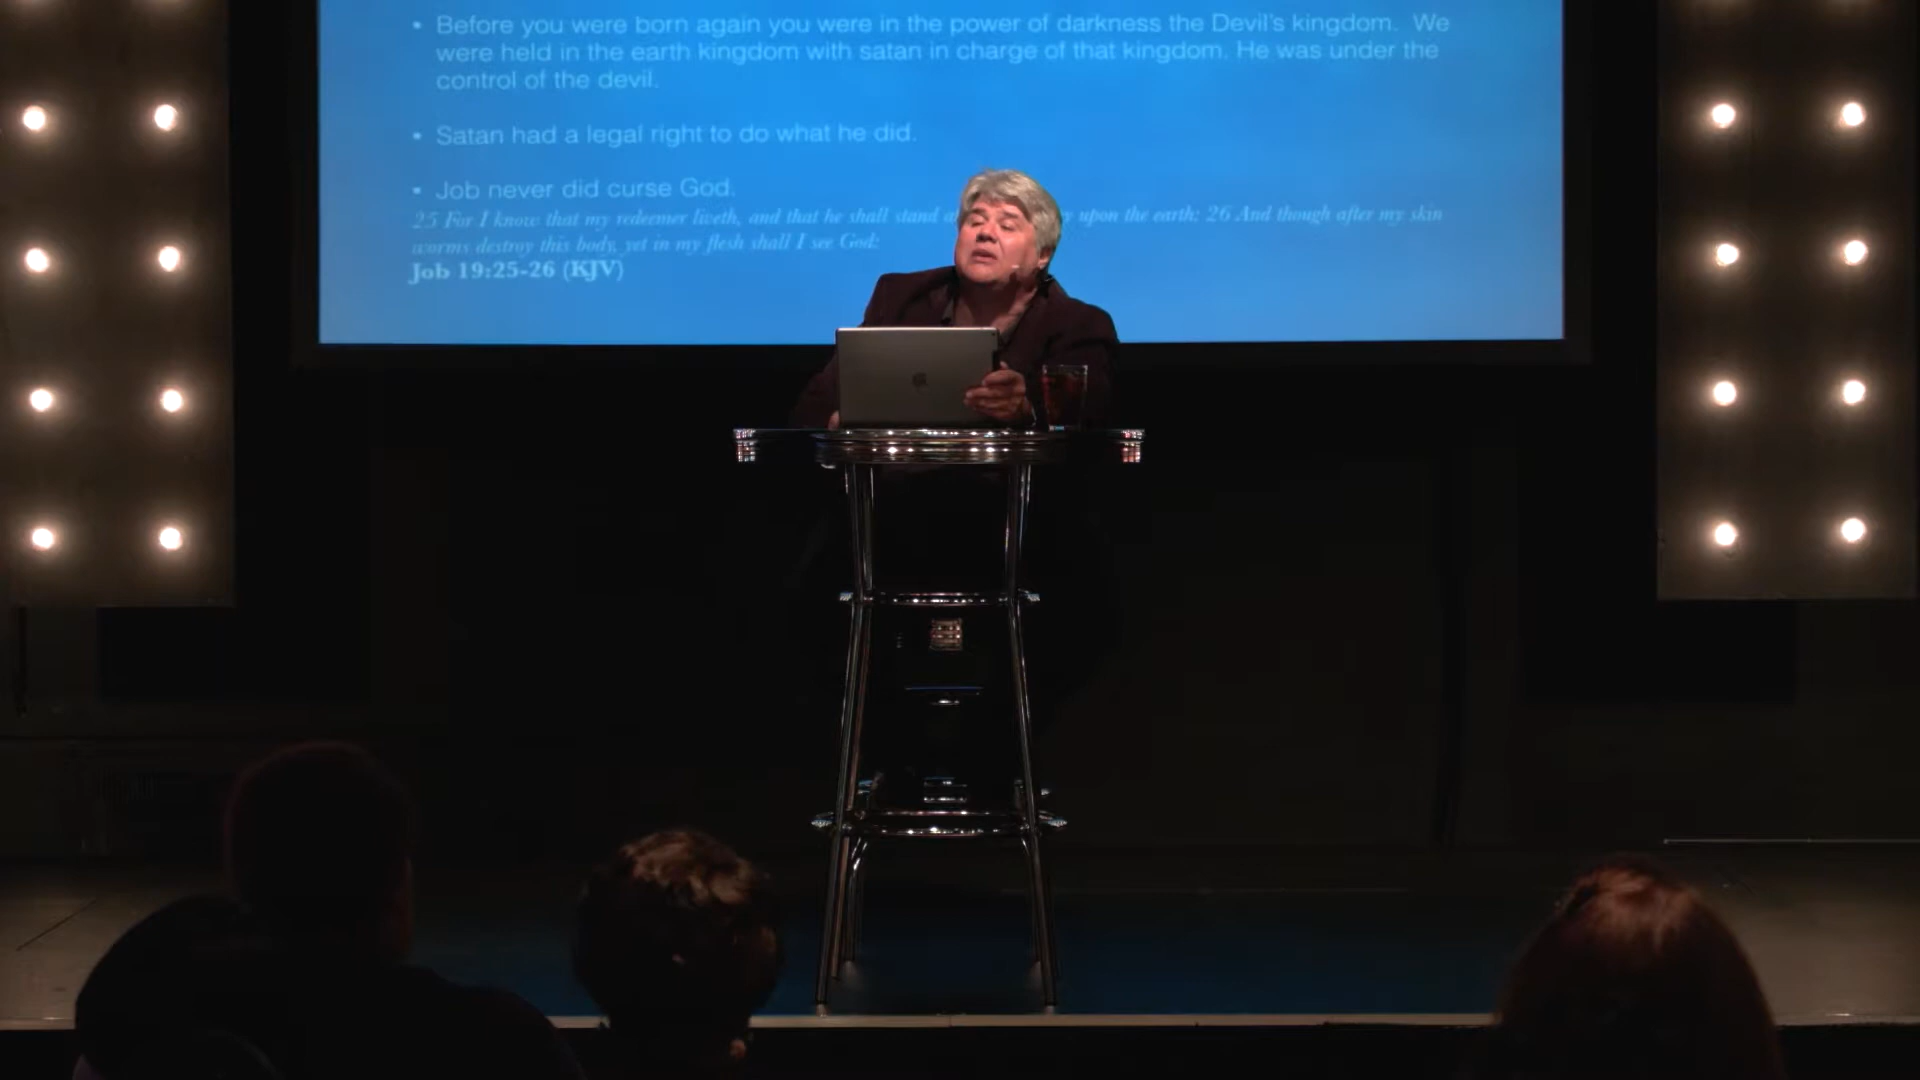 • Before you were born again you were in the power of darkness the Devil's kingdom. We
were held in the earth kingdom with satan in charge of that kingdom. He was under the
control of the devil.
• Satan had a legal right to do what he did.
• Job never did curse God.
25 For I know that my redeemer liveth, and that he shall stand upon the earth: 26 And though after my skin
worms destroy this body, yet in my flesh shall I see God:
Job 19:25-26 (KJV)